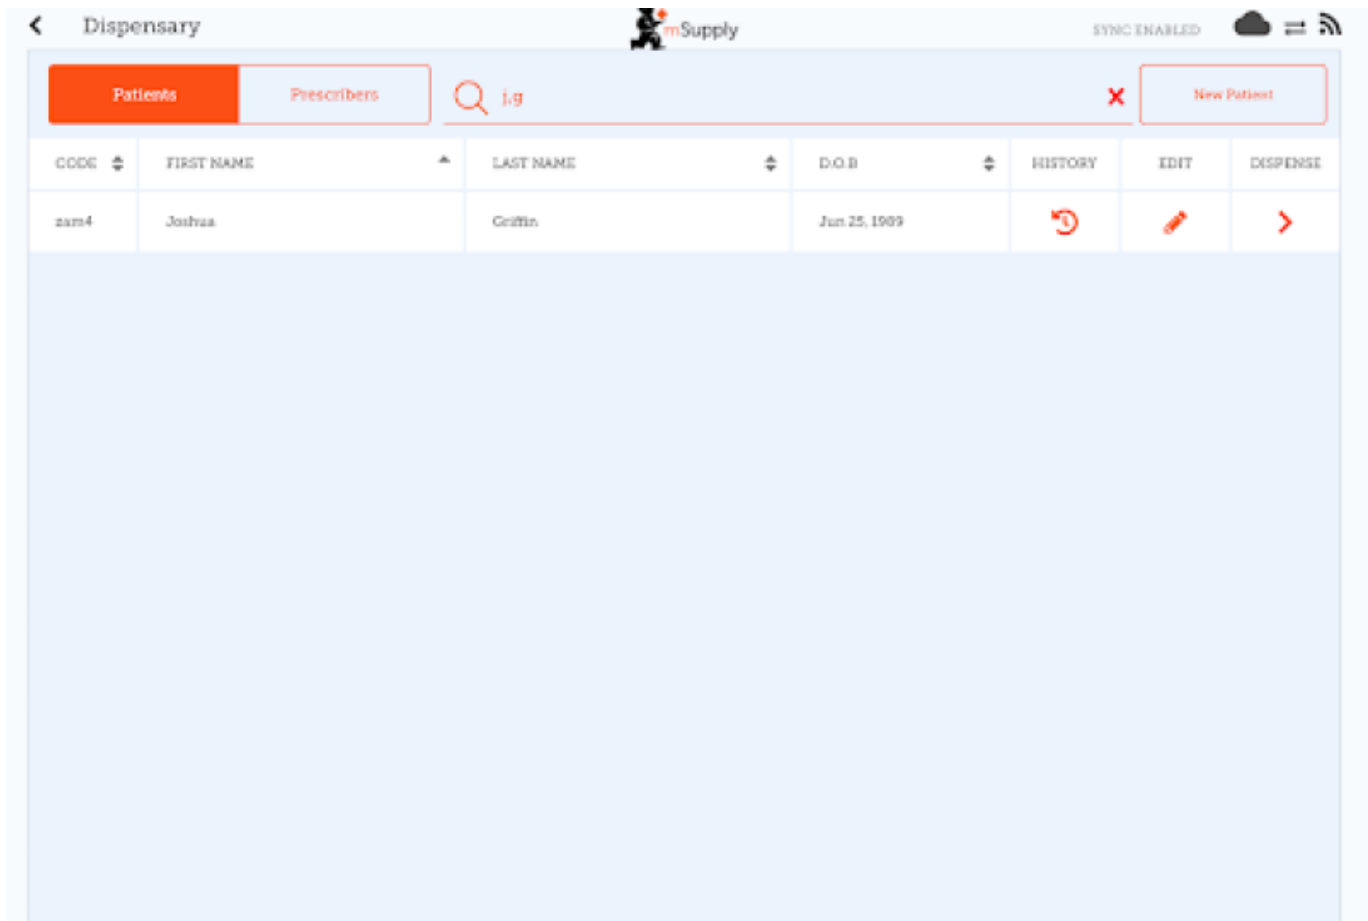 Dispensary mSupply SYNC ENABLED
Patients Prescribers j,g New Patient
CODE FIRST NAME LAST NAME D.O.B HISTORY EDIT DISPENSE
zam4 Joshua Griffin Jun 25, 1989